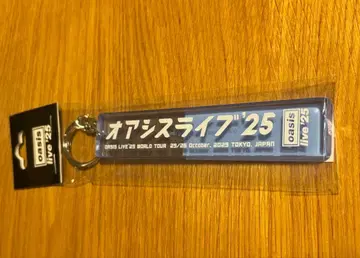 oasis
live '25
オアシスライブ '25
OASIS LIVE '25 WORLD TOUR 25/26 October, 2025 TOKYO, JAPAN
oasis
live '25